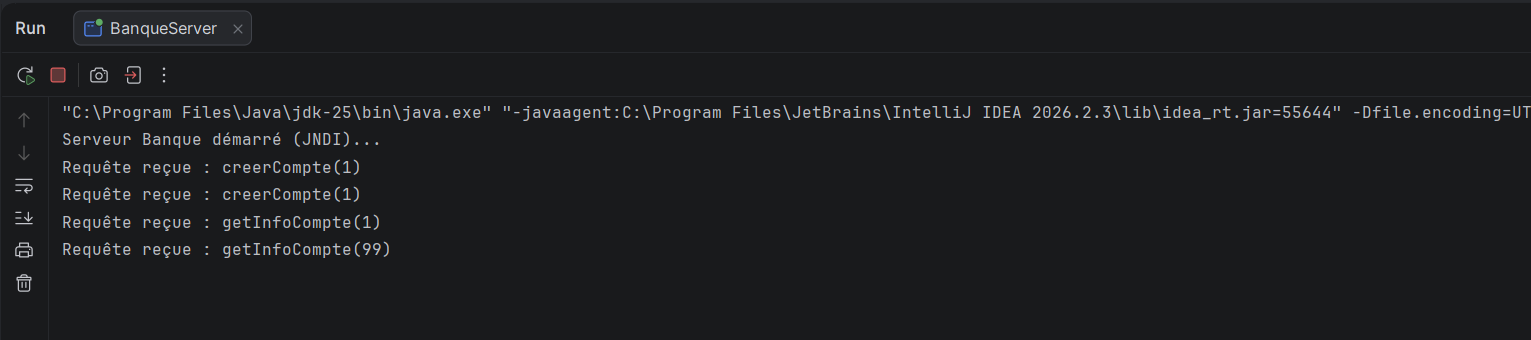 Run BanqueServer
"C:\Program Files\Java\jdk-25\bin\java.exe" "-javaagent:C:\Program Files\JetBrains\IntelliJ IDEA 2026.2.3\lib\idea_rt.jar=55644" -Dfile.encoding=UT
Serveur Banque démarré (JNDI)...
Requête reçue : creerCompte(1)
Requête reçue : creerCompte(1)
Requête reçue : getInfoCompte(1)
Requête reçue : getInfoCompte(99)